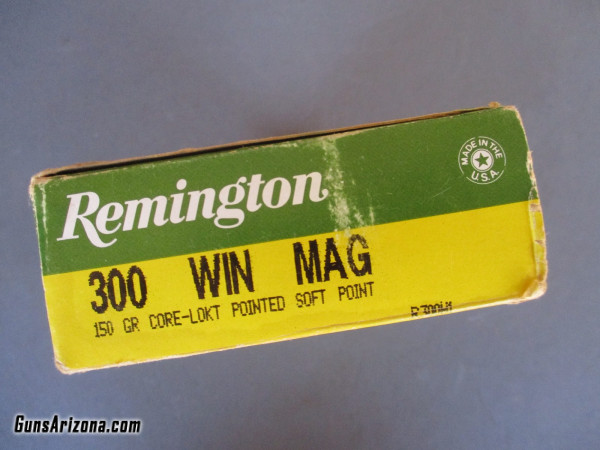 Remington
MADE IN THE U.S.A.
300 WIN MAG
150 GR CORE-LOKT POINTED SOFT POINT
GunsArizona.com